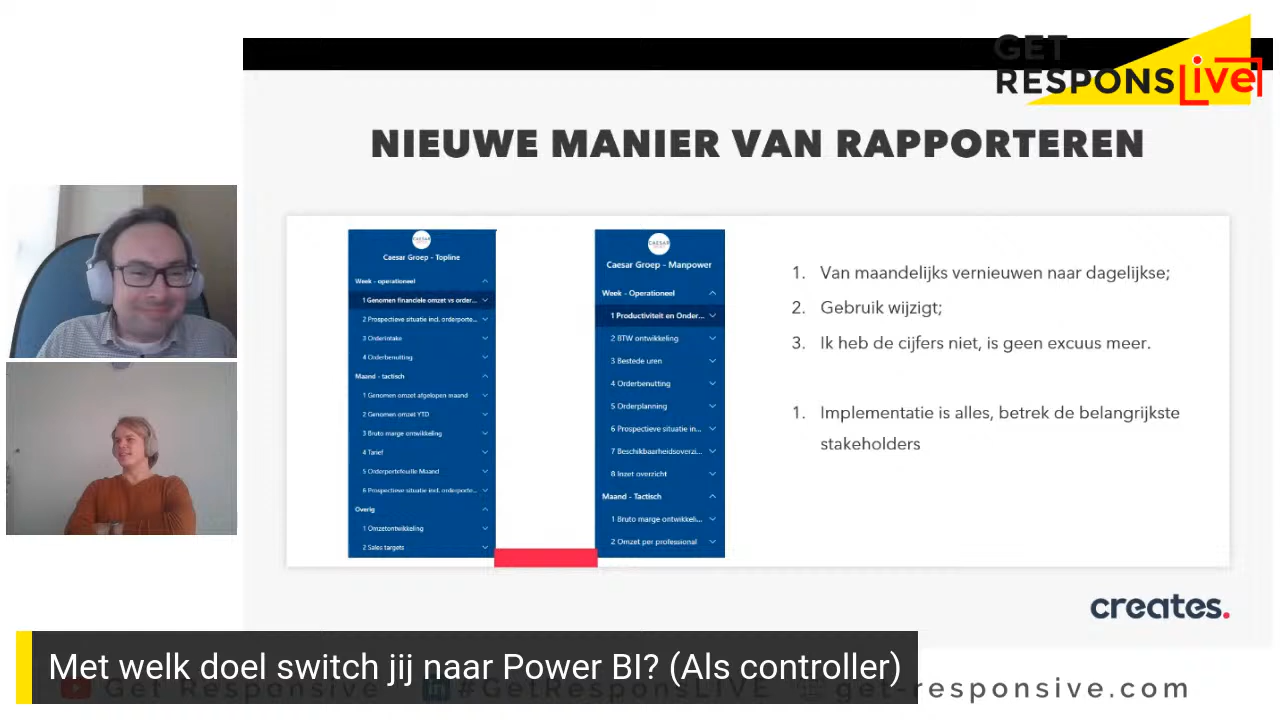 GET
RESPONSLive
NIEUWE MANIER VAN RAPPORTEREN
CAESAR
Caesar Groep - Topline
Week - operationeel
1 Genomen financiele omzet vs order...
2 Prospectieve situatie incl. orderporte...
3 Orderintake
4 Orderbenutting
Maand - tactisch
1 Genomen omzet afgelopen maand
2 Genomen omzet YTD
3 Bruto marge ontwikkeling
4 Tarief
5 Orderportefeuille Maand
6 Prospectieve situatie incl. orderporte...
Overig
1 Omzetontwikkeling
2 Sales targets
CAESAR
Caesar Groep - Manpower
Week - Operationeel
1 Productiviteit en Onder...
2 BTW ontwikkeling
3 Bestede uren
4 Orderbenutting
5 Orderplanning
6 Prospectieve situatie in...
7 Beschikbaarheidsoverzi...
8 Inzet overzicht
Maand - Tactisch
1 Bruto marge ontwikkeli...
2 Omzet per professional
1. Van maandelijks vernieuwen naar dagelijkse;
2. Gebruik wijzigt;
3. Ik heb de cijfers niet, is geen excuus meer.
1. Implementatie is alles, betrek de belangrijkste
stakeholders
creates.
Met welk doel switch jij naar Power BI? (Als controller)
Get Responsive #GetResponsLIVE get-responsive.com